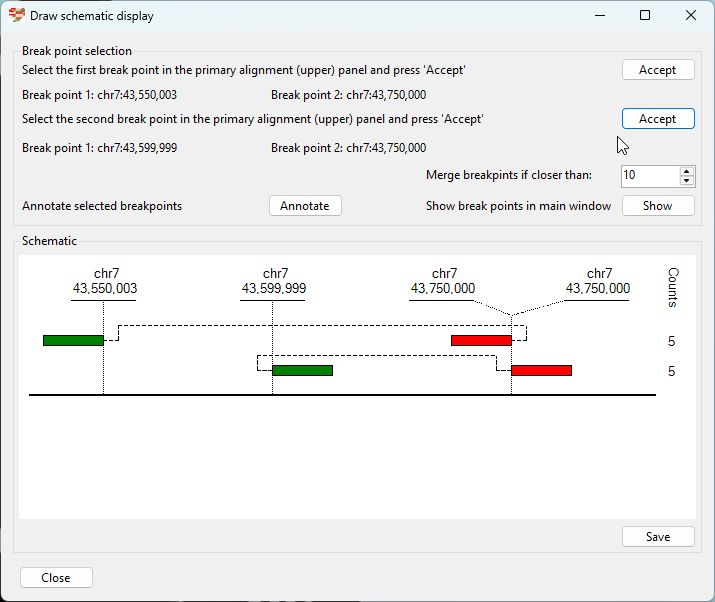 Draw schematic display
Break point selection
Select the first break point in the primary alignment (upper) panel and press 'Accept'
Accept
Break point 1: chr7:43,550,003 Break point 2: chr7:43,750,000
Select the second break point in the primary alignment (upper) panel and press 'Accept'
Accept
Break point 1: chr7:43,599,999 Break point 2: chr7:43,750,000
Merge breakpints if closer than: 10
Annotate selected breakpoints Annotate Show break points in main window Show
Schematic
chr7 chr7 chr7 chr7
43,550,003 43,599,999 43,750,000 43,750,000
Counts
5
5
Save
Close